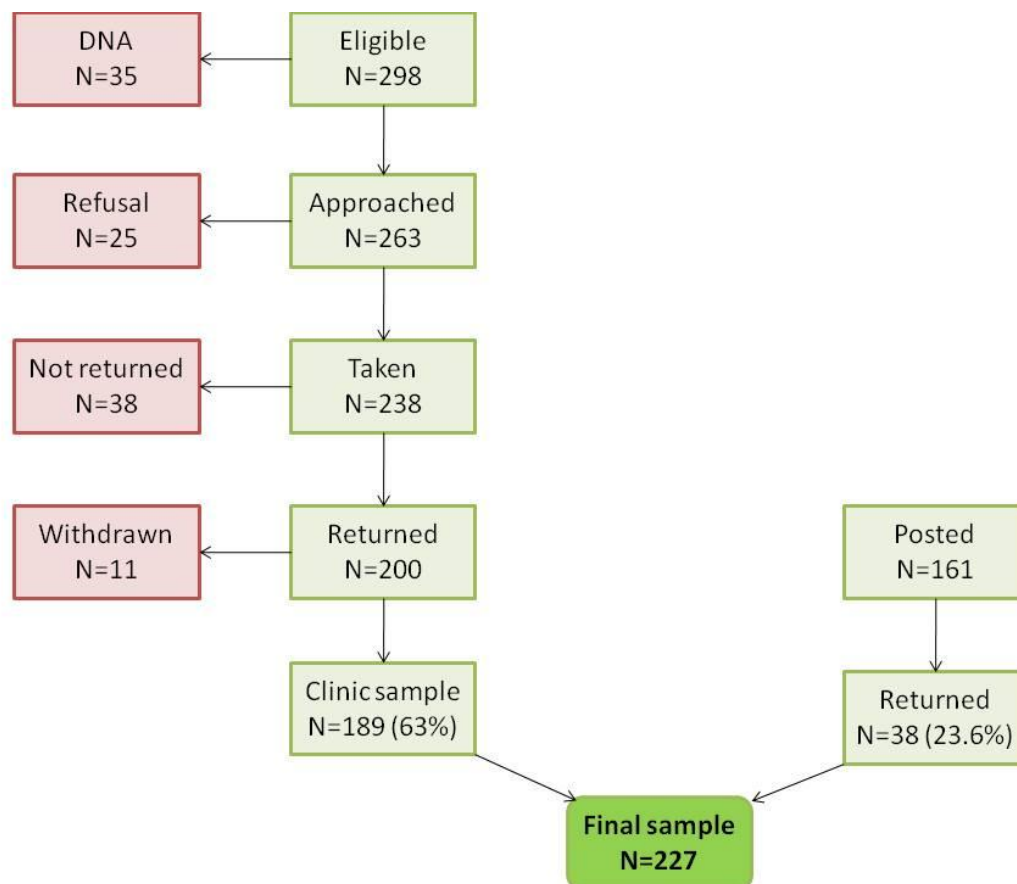 DNA
N=35
Eligible
N=298
Refusal
N=25
Approached
N=263
Not returned
N=38
Taken
N=238
Withdrawn
N=11
Returned
N=200
Posted
N=161
Clinic sample
N=189 (63%)
Returned
N=38 (23.6%)
Final sample
N=227